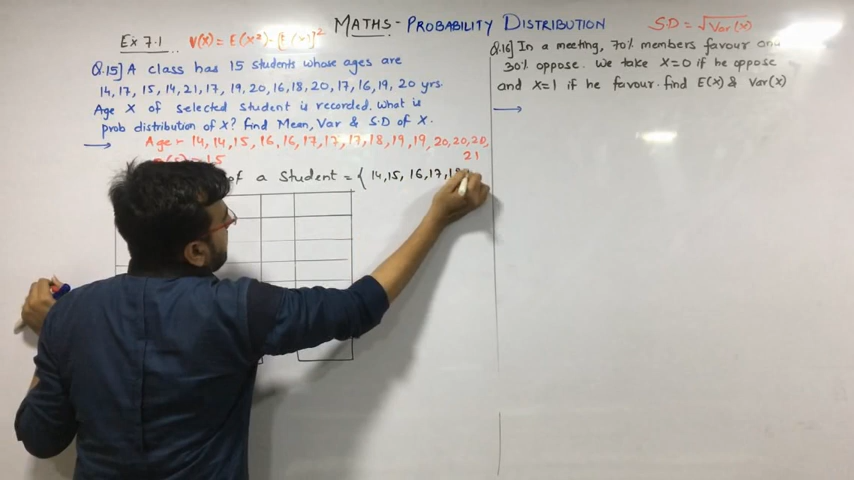 MATHS - PROBABILITY DISTRIBUTION
S.D = √Var(x)
Ex 7.1 V(x) = E(x²) - [E(x)]²
Q.15] A class has 15 students whose ages are
14, 17, 15, 14, 21, 17, 19, 20, 16, 18, 20, 17, 16, 19, 20 yrs.
Age X of selected student is recorded. What is
prob distribution of X? find Mean, Var & S.D of X.
Age = 14, 14, 15, 16, 16, 17, 17, 17, 18, 19, 19, 20, 20, 20,
21
= 15
of a student = { 14, 15, 16, 17, 18
Q.16] In a meeting, 70% members favour and
30% oppose. We take X=0 if he oppose
and X=1 if he favour. find E(x) & Var(x)